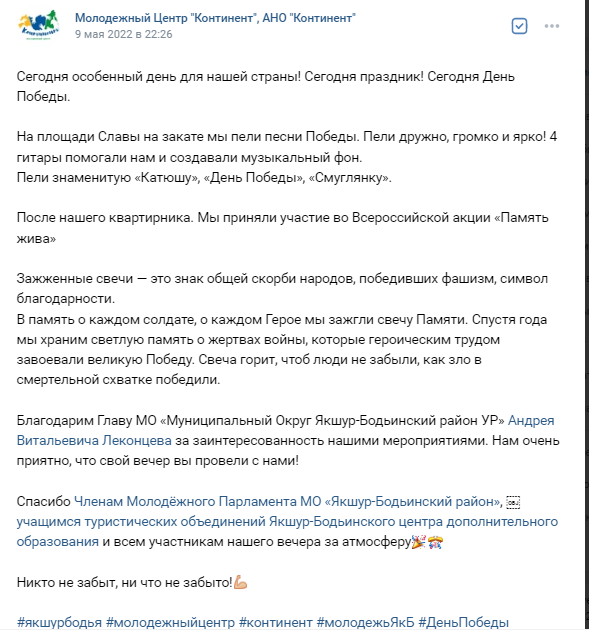 Молодежный Центр "Континент", АНО "Континент"
9 мая 2022 в 22:26
Сегодня особенный день для нашей страны! Сегодня праздник! Сегодня День
Победы.
На площади Славы на закате мы пели песни Победы. Пели дружно, громко и ярко! 4
гитары помогали нам и создавали музыкальный фон.
Пели знаменитую «Катюшу», «День Победы», «Смуглянку».
После нашего квартирника. Мы приняли участие во Всероссийской акции «Память
жива»
Зажженные свечи — это знак общей скорби народов, победивших фашизм, символ
благодарности.
В память о каждом солдате, о каждом Герое мы зажгли свечу Памяти. Спустя года
мы храним светлую память о жертвах войны, которые героическим трудом
завоевали великую Победу. Свеча горит, чтоб люди не забыли, как зло в
смертельной схватке победили.
Благодарим Главу МО «Муниципальный Округ Якшур-Бодьинский район УР» Андрея
Витальевича Леконцева за заинтересованность нашими мероприятиями. Нам очень
приятно, что свой вечер вы провели с нами!
Спасибо Членам Молодёжного Парламента МО «Якшур-Бодьинский район»,
учащимся туристических объединений Якшур-Бодьинского центра дополнительного
образования и всем участникам нашего вечера за атмосферу🎉🎊
Никто не забыт, ни что не забыто!💪🏼
#якшурбодья #молодежныйцентр #континент #молодежьЯкБ #ДеньПобеды